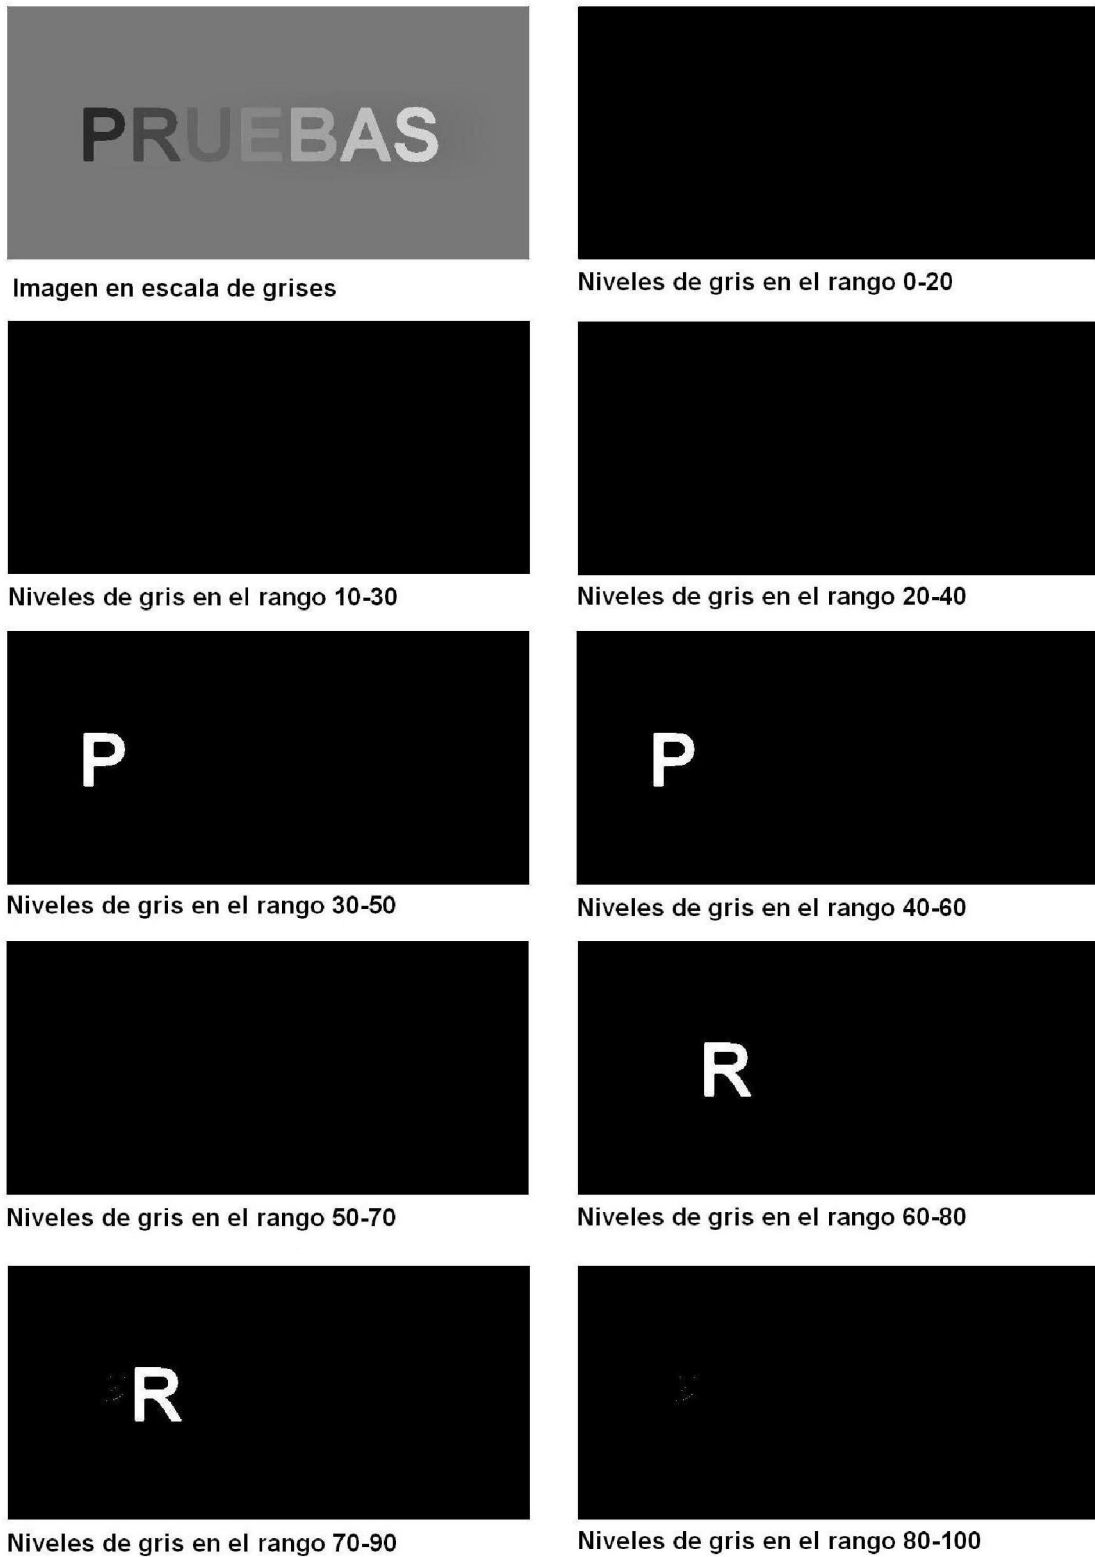 PRUEBAS
Imagen en escala de grises
Niveles de gris en el rango 0-20
Niveles de gris en el rango 10-30
Niveles de gris en el rango 20-40
P
P
Niveles de gris en el rango 30-50
Niveles de gris en el rango 40-60
R
Niveles de gris en el rango 50-70
Niveles de gris en el rango 60-80
R
Niveles de gris en el rango 70-90
Niveles de gris en el rango 80-100